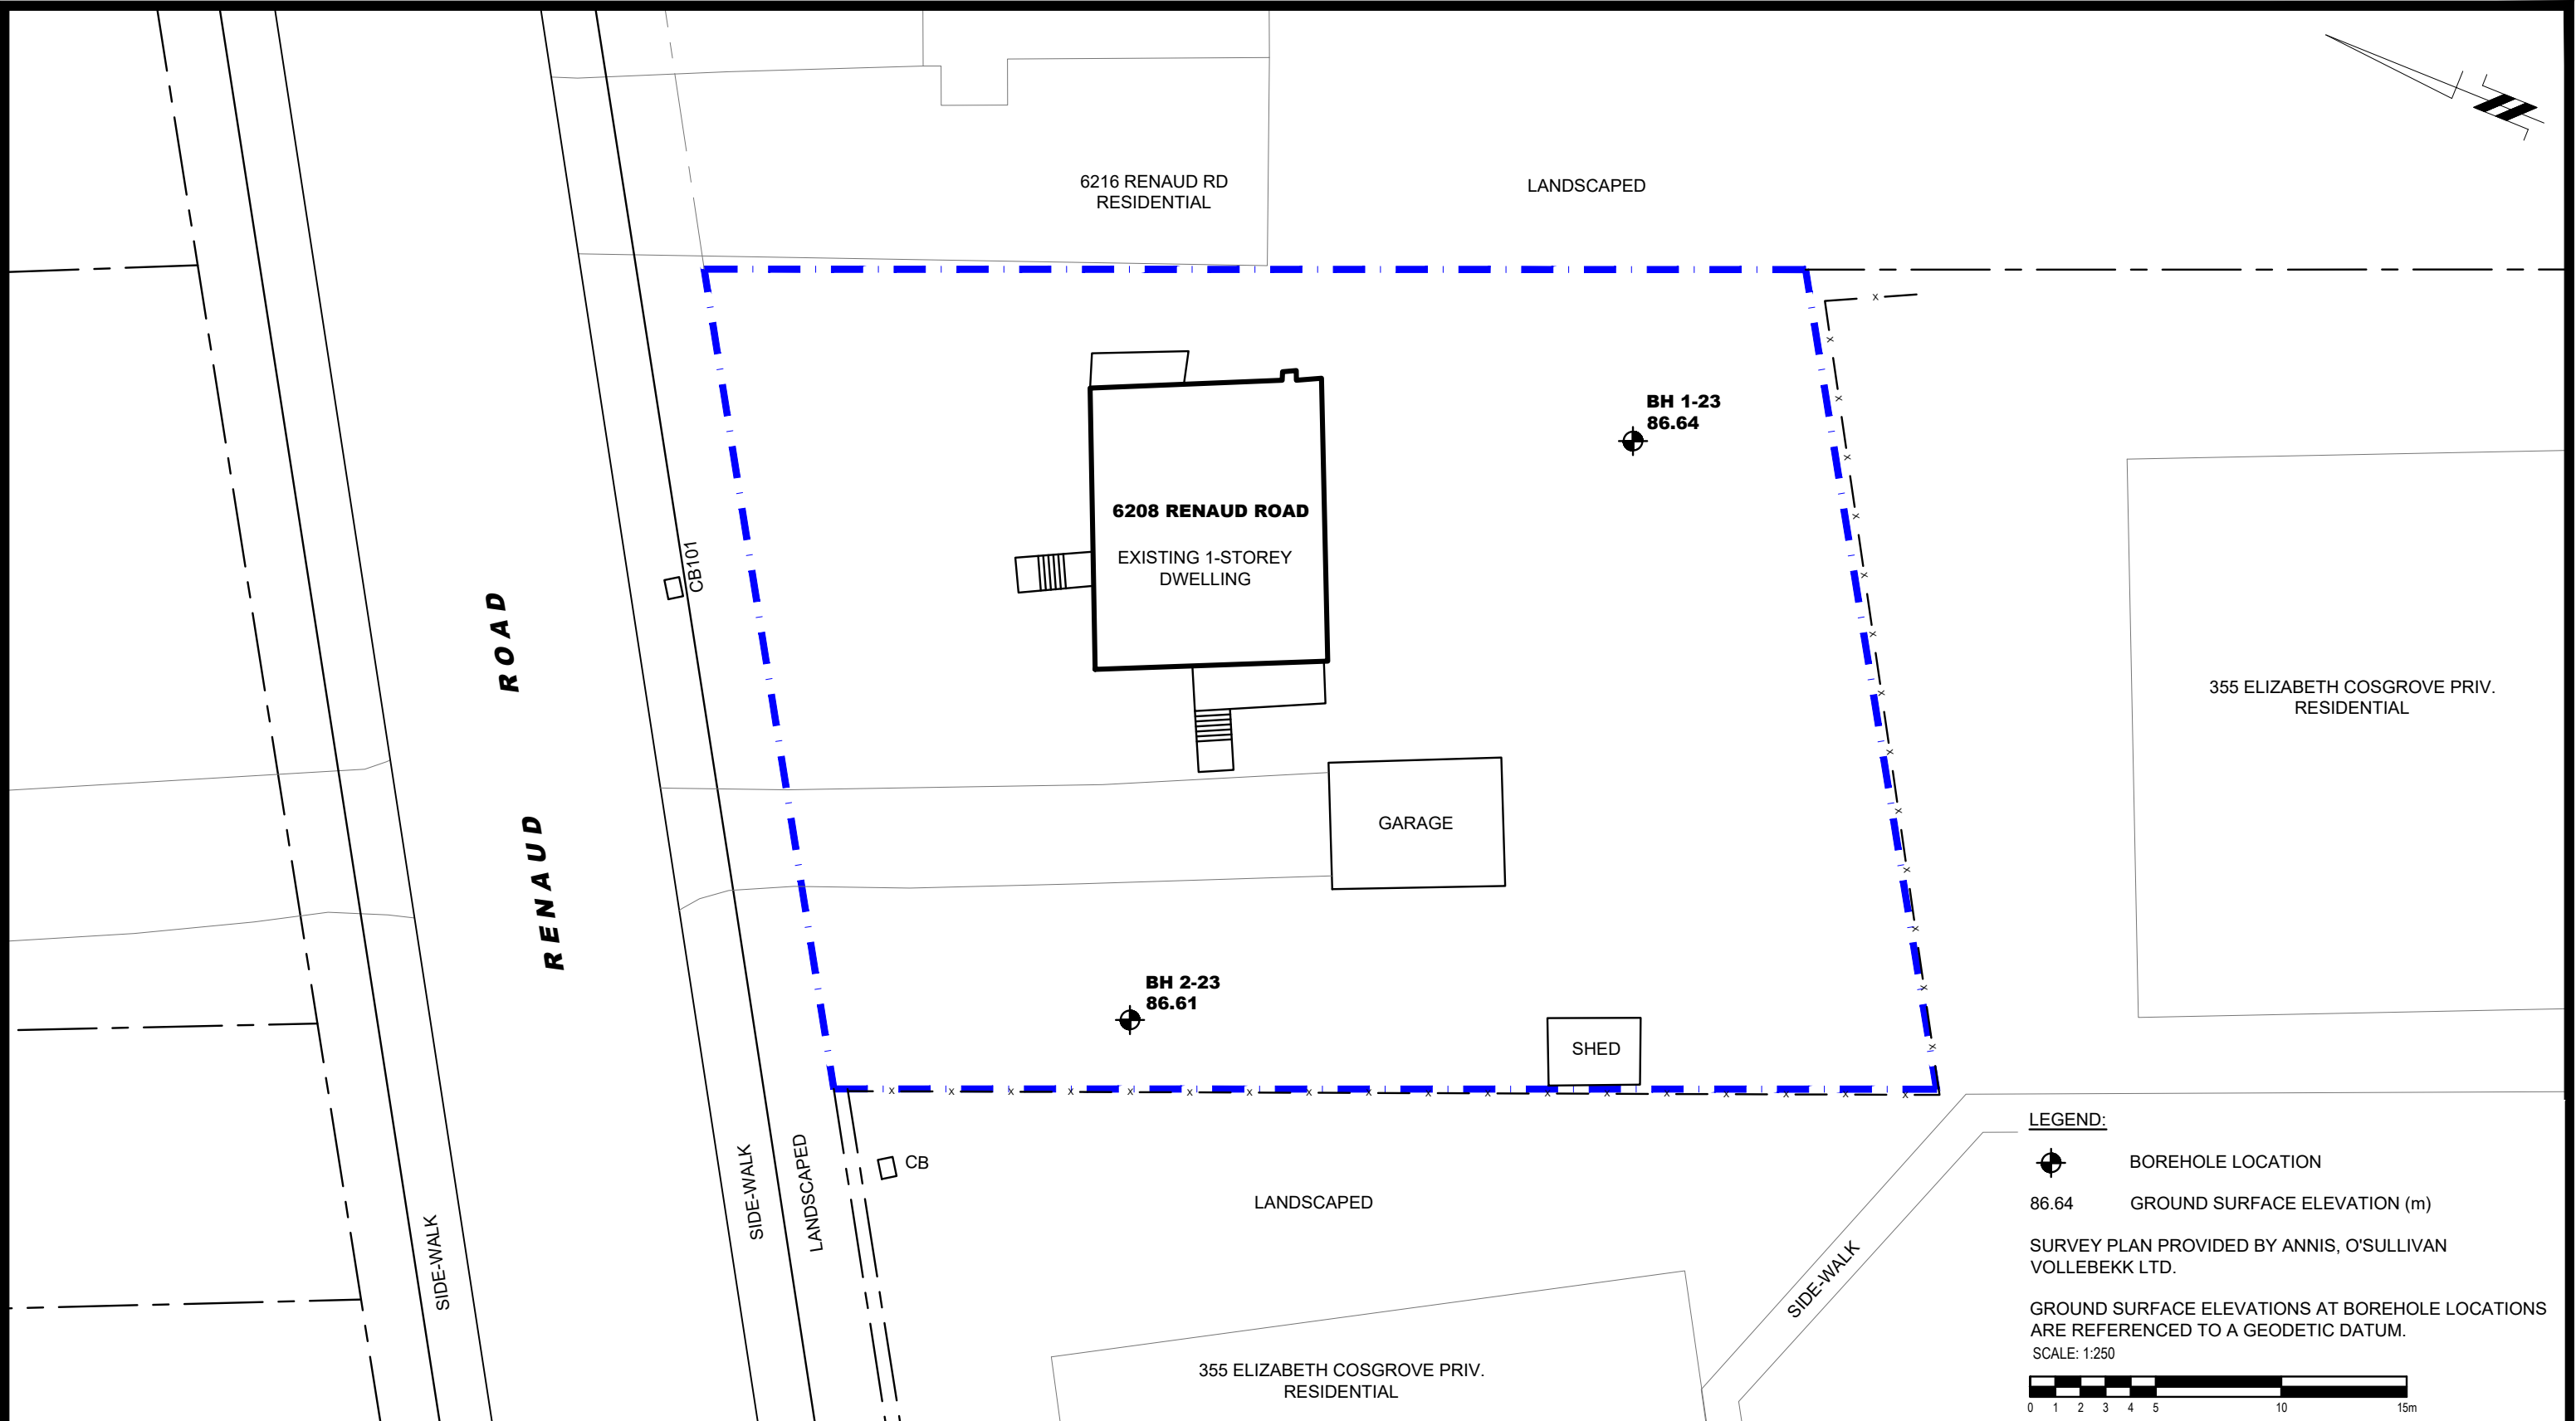 6216 RENAUD RD
RESIDENTIAL
LANDSCAPED
BH 1-23
86.64
6208 RENAUD ROAD
EXISTING 1-STOREY
DWELLING
CB101
RENAUD ROAD
355 ELIZABETH COSGROVE PRIV.
RESIDENTIAL
GARAGE
BH 2-23
86.61
SHED
CB
SIDE-WALK
SIDE-WALK
LANDSCAPED
LANDSCAPED
SIDE-WALK
355 ELIZABETH COSGROVE PRIV.
RESIDENTIAL
LEGEND:
BOREHOLE LOCATION
86.64 GROUND SURFACE ELEVATION (m)
SURVEY PLAN PROVIDED BY ANNIS, O'SULLIVAN
VOLLEBEKK LTD.
GROUND SURFACE ELEVATIONS AT BOREHOLE LOCATIONS
ARE REFERENCED TO A GEODETIC DATUM.
SCALE: 1:250
0 1 2 3 4 5 10 15m